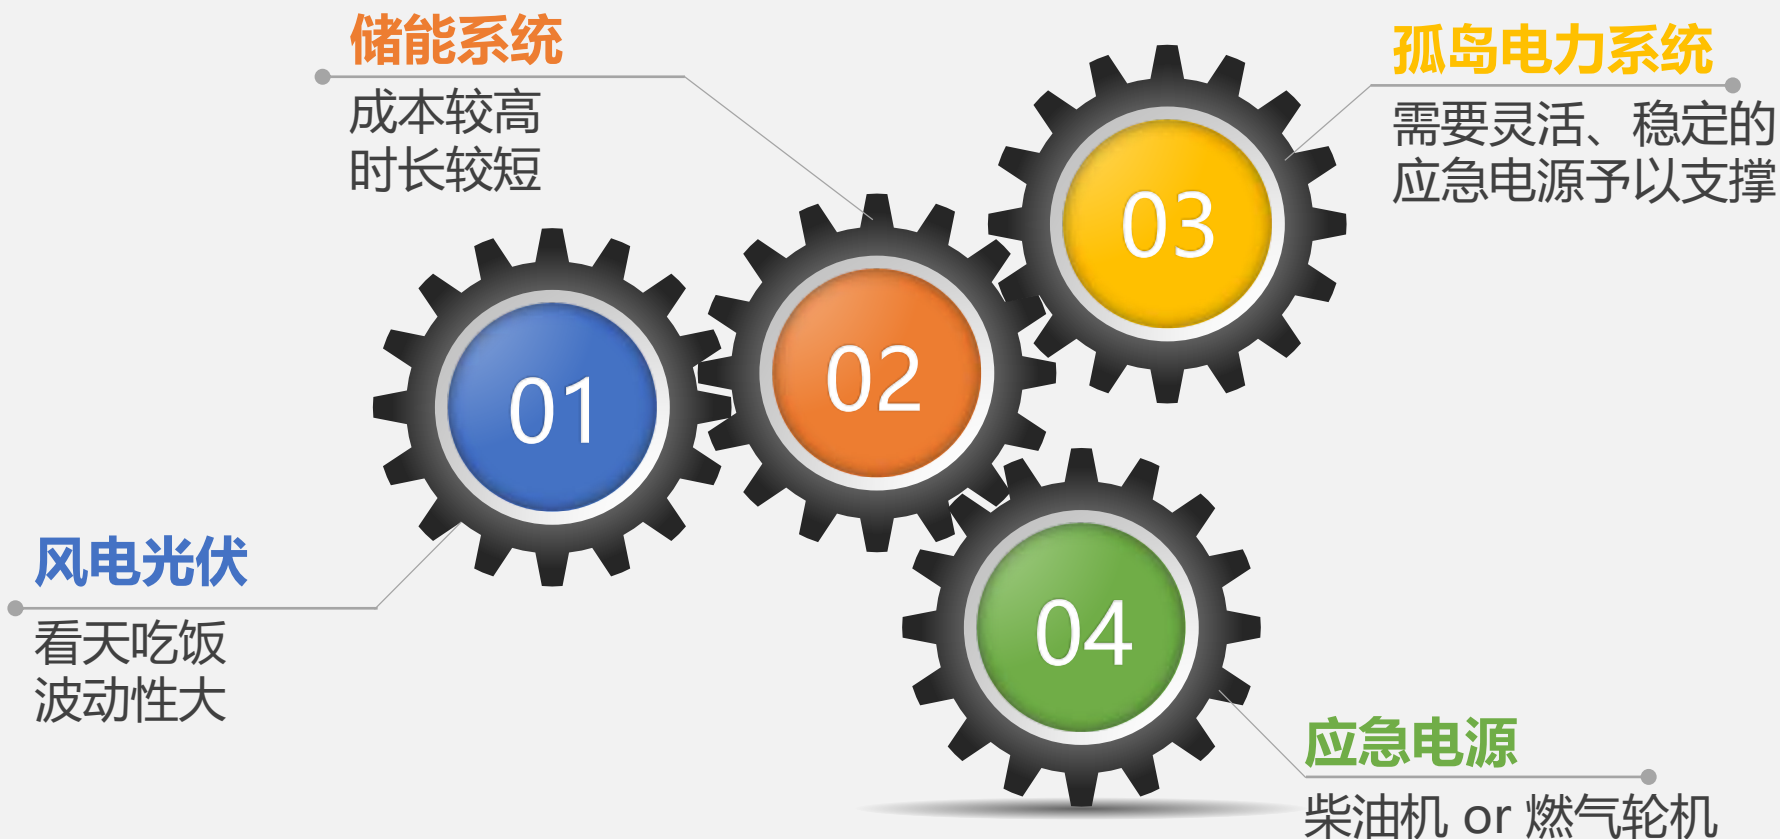 储能系统
成本较高
时长较短
孤岛电力系统
需要灵活、稳定的
应急电源予以支撑
03
02
01
风电光伏
看天吃饭
波动性大
04
应急电源
柴油机 or 燃气轮机